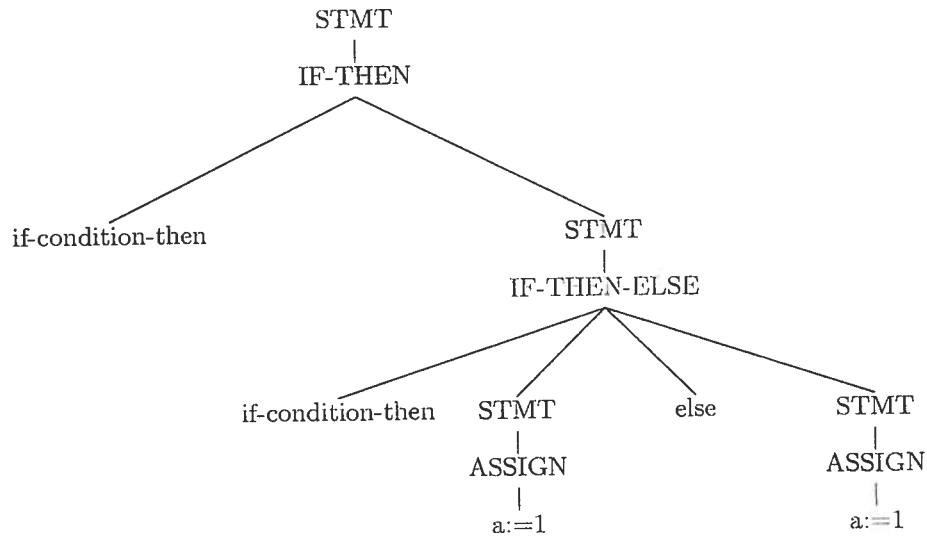 STMT
IF-THEN
if-condition-then
STMT
IF-THEN-ELSE
if-condition-then STMT else STMT
ASSIGN ASSIGN
a:=1 a:=1